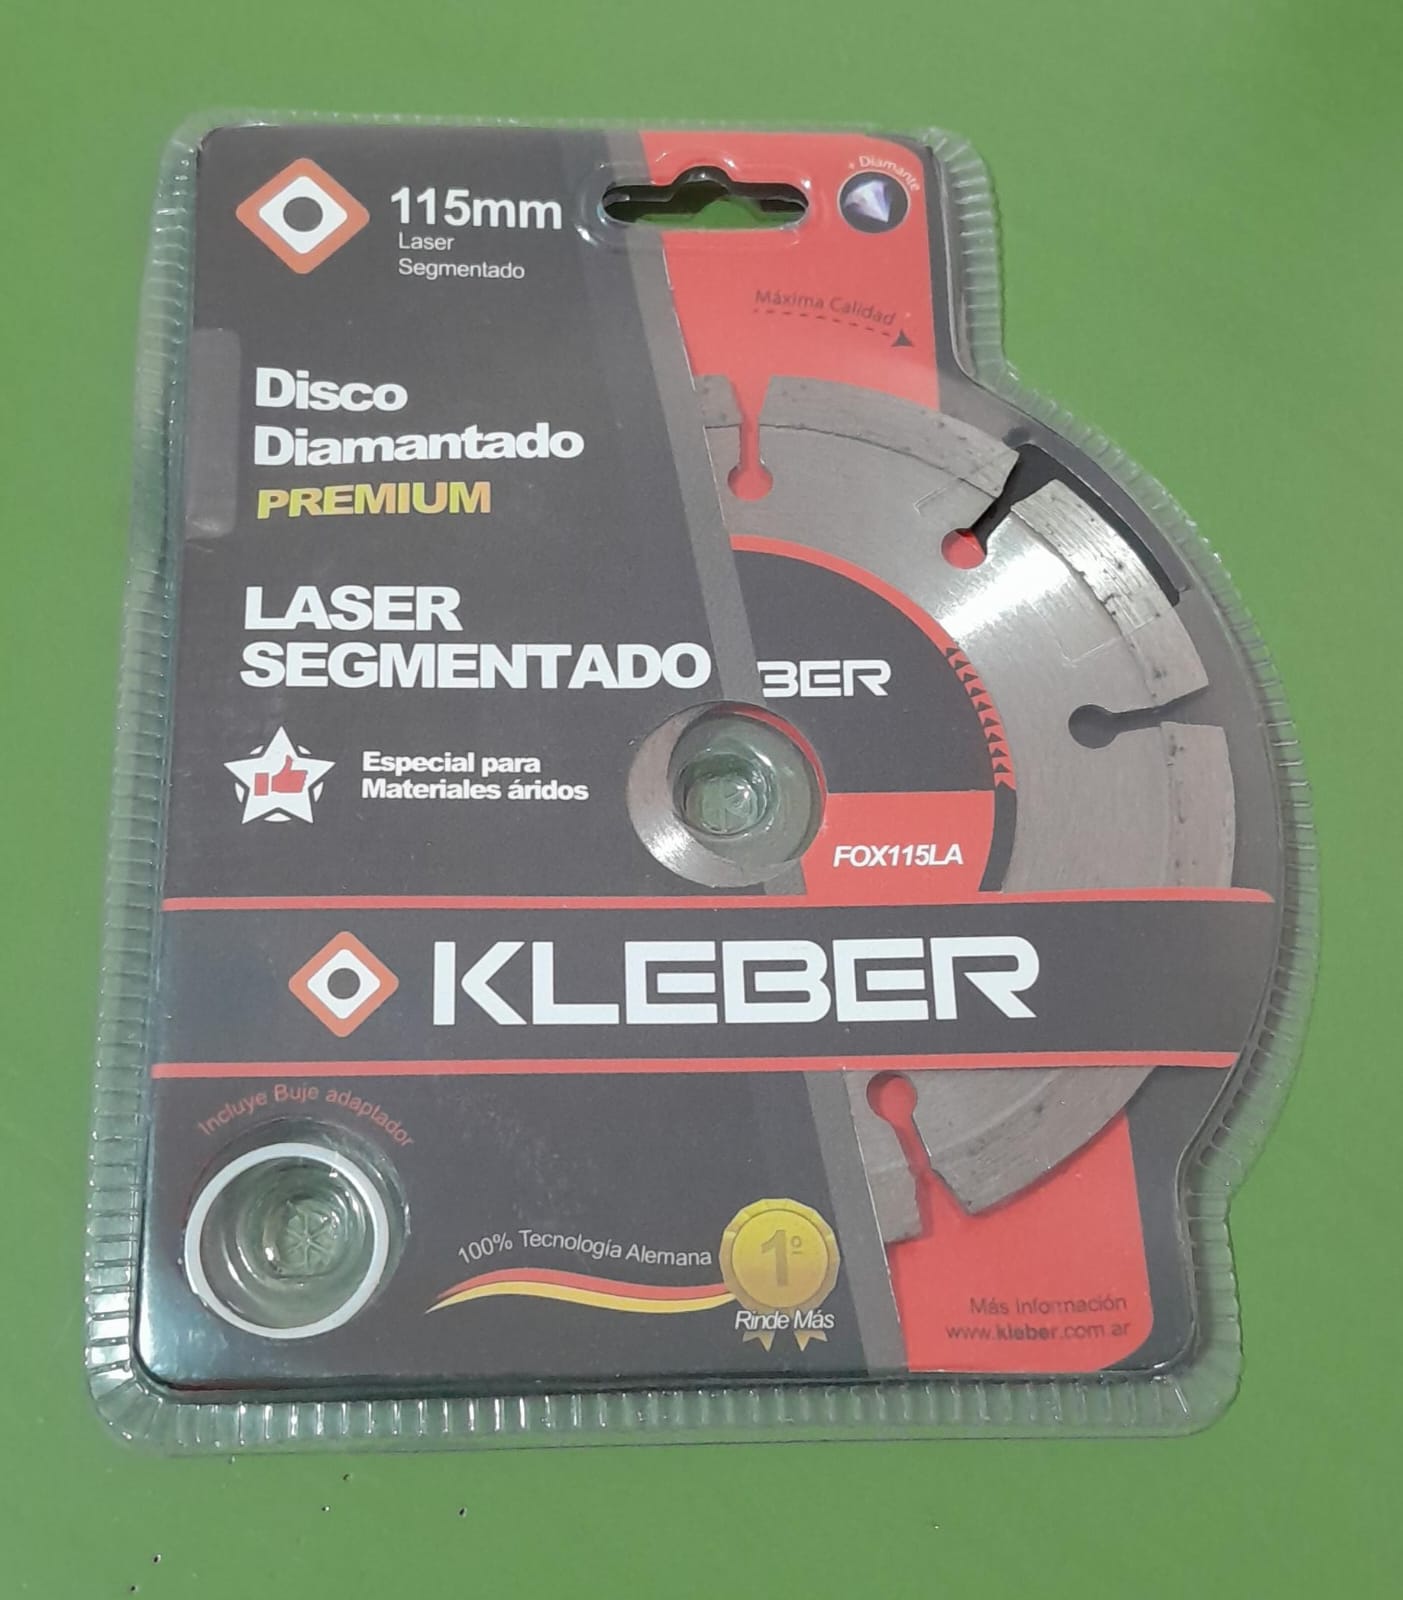 115mm
Laser
Segmentado
+ Diamante
Máxima Calidad
Disco
Diamantado
PREMIUM
LASER
SEGMENTADO
BER
Especial para
Materiales áridos
FOX115LA
KLEBER
Incluye Buje adaptador
100% Tecnología Alemana
1º
Rinde Más
Más información
www.kleber.com.ar